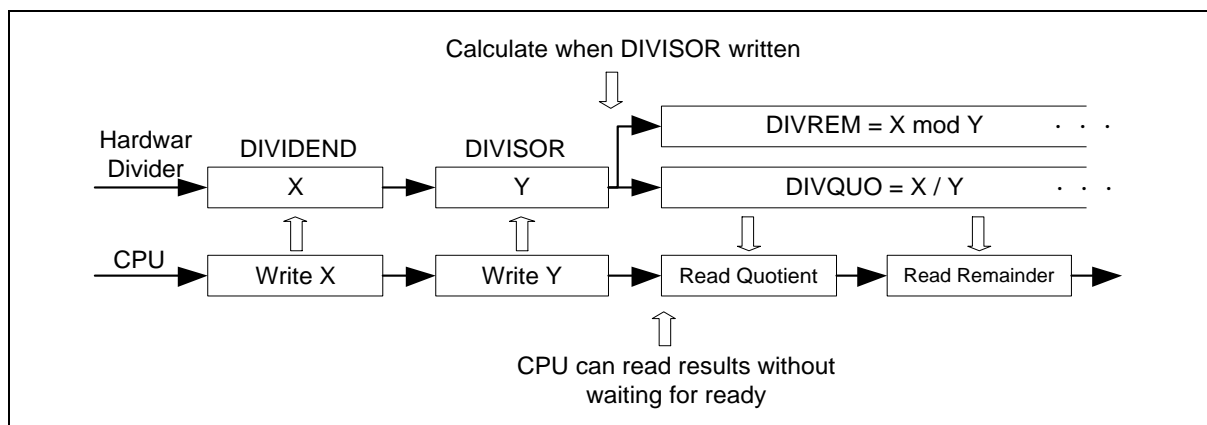 Calculate when DIVISOR written
DIVREM = X mod Y . . .
Hardwar
Divider
DIVIDEND
DIVISOR
X
Y
DIVQUO = X / Y . . .
CPU
Write X
Write Y
Read Quotient
Read Remainder
CPU can read results without
waiting for ready